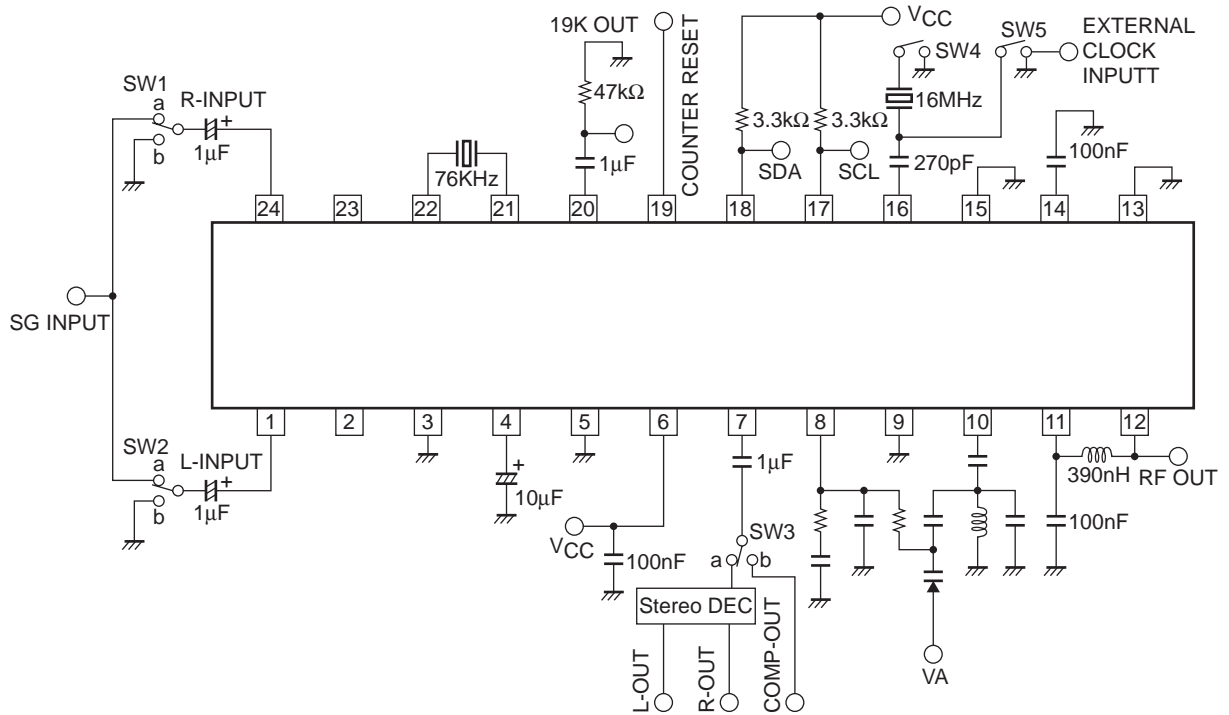 19K OUT
COUNTER RESET
VCC
SW4
SW5
EXTERNAL
CLOCK
INPUTT
SW1
a
b
R-INPUT
+
1µF
47kΩ
1µF
76KHz
3.3kΩ
3.3kΩ
SDA
SCL
16MHz
270pF
100nF
24 23 22 21 20 19 18 17 16 15 14 13
SG INPUT
1 2 3 4 5 6 7 8 9 10 11 12
SW2
a
b
L-INPUT
+
1µF
+
10µF
VCC
100nF
1µF
SW3
a
b
Stereo DEC
L-OUT
R-OUT
COMP-OUT
VA
390nH
RF OUT
100nF